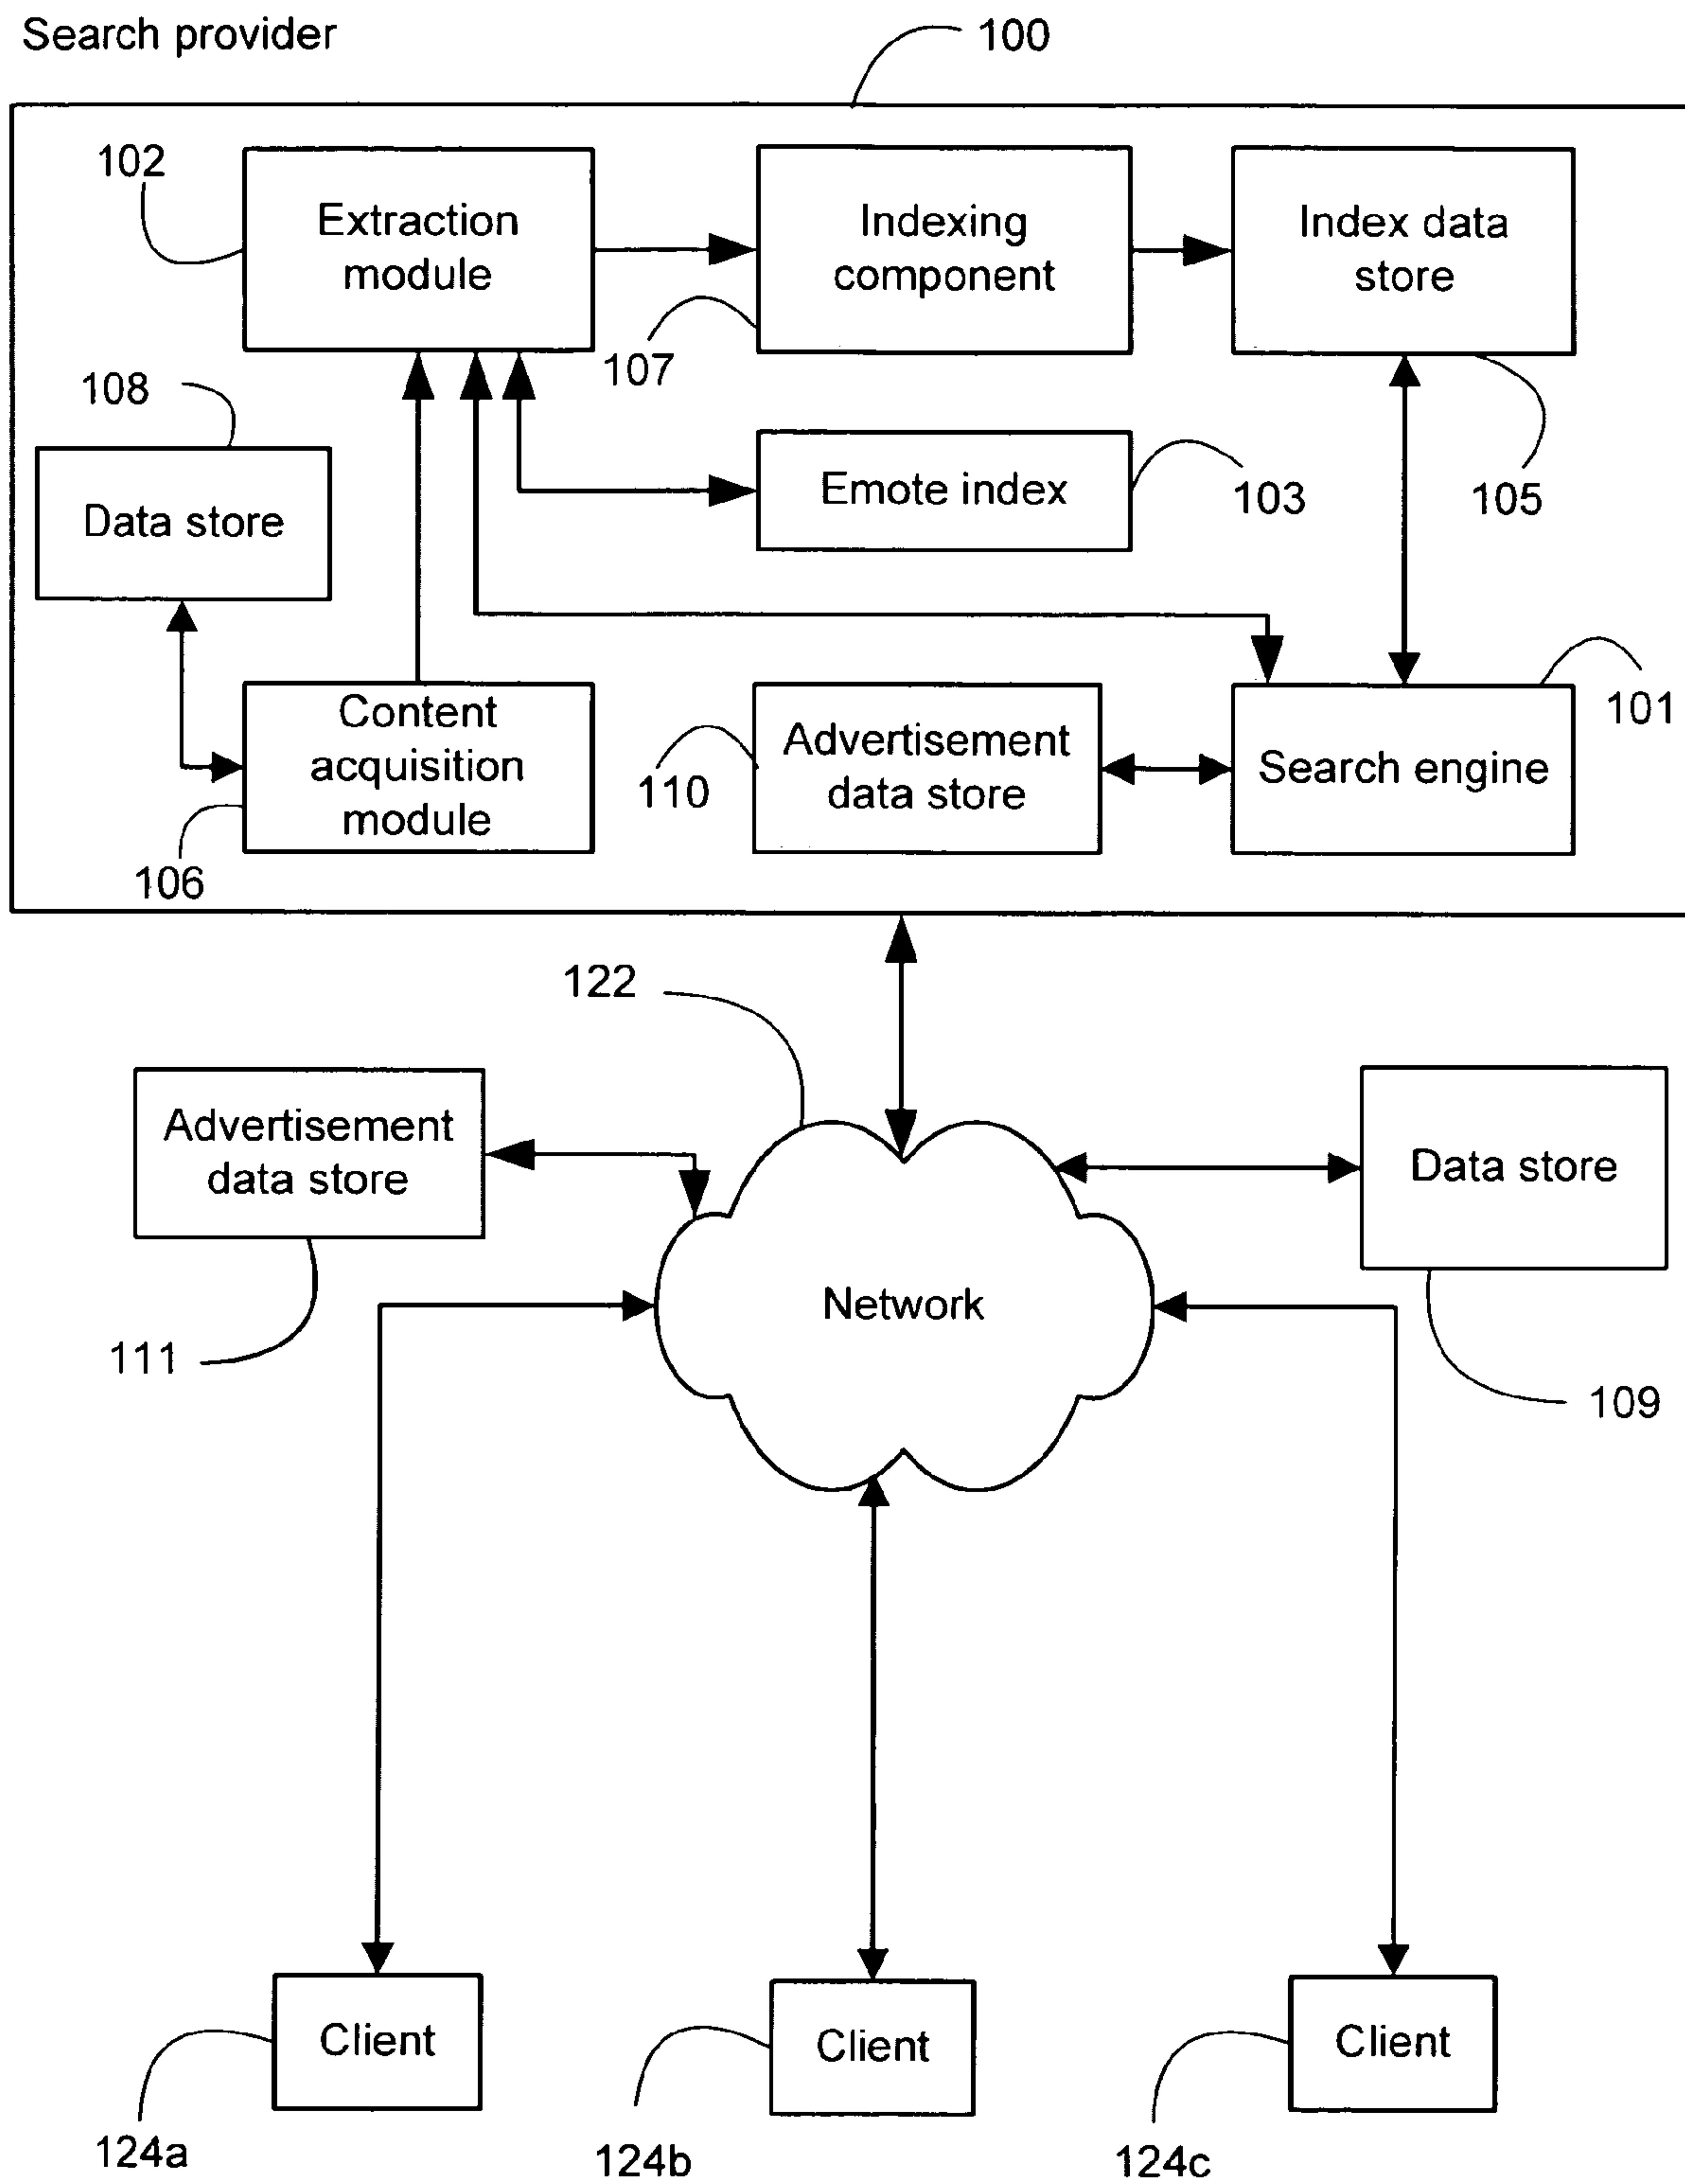 Search provider
100
102
Extraction
module
Indexing
component
Index data
store
107
108
Data store
Emote index
103
105
Content
acquisition
module
106
110
Advertisement
data store
Search engine
101
122
Advertisement
data store
111
Network
Data store
109
Client
Client
Client
124a
124b
124c